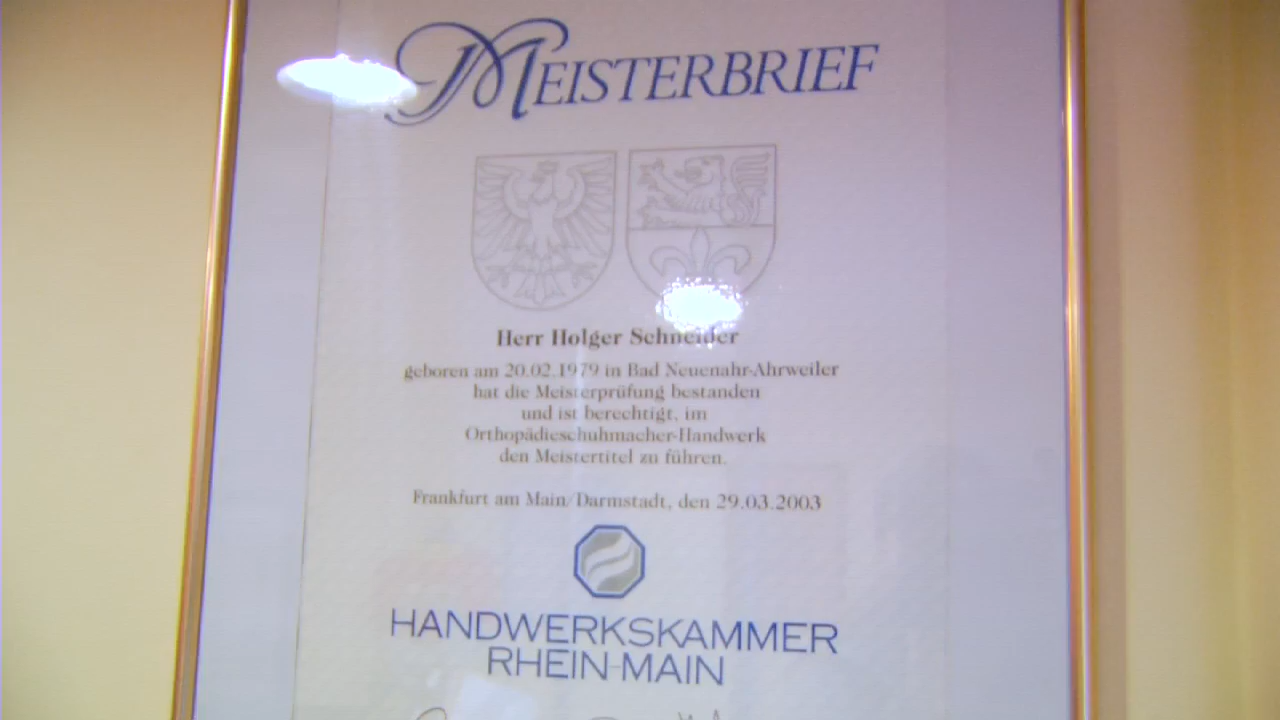 MEISTERBRIEF
Herr Holger Schneider
geboren am 20.02.1979 in Bad Neuenahr-Ahrweiler
hat die Meisterprüfung bestanden
und ist berechtigt, im
Orthopädieschuhmacher-Handwerk
den Meistertitel zu führen.
Frankfurt am Main/Darmstadt, den 29.03.2003
HANDWERKSKAMMER
RHEIN-MAIN